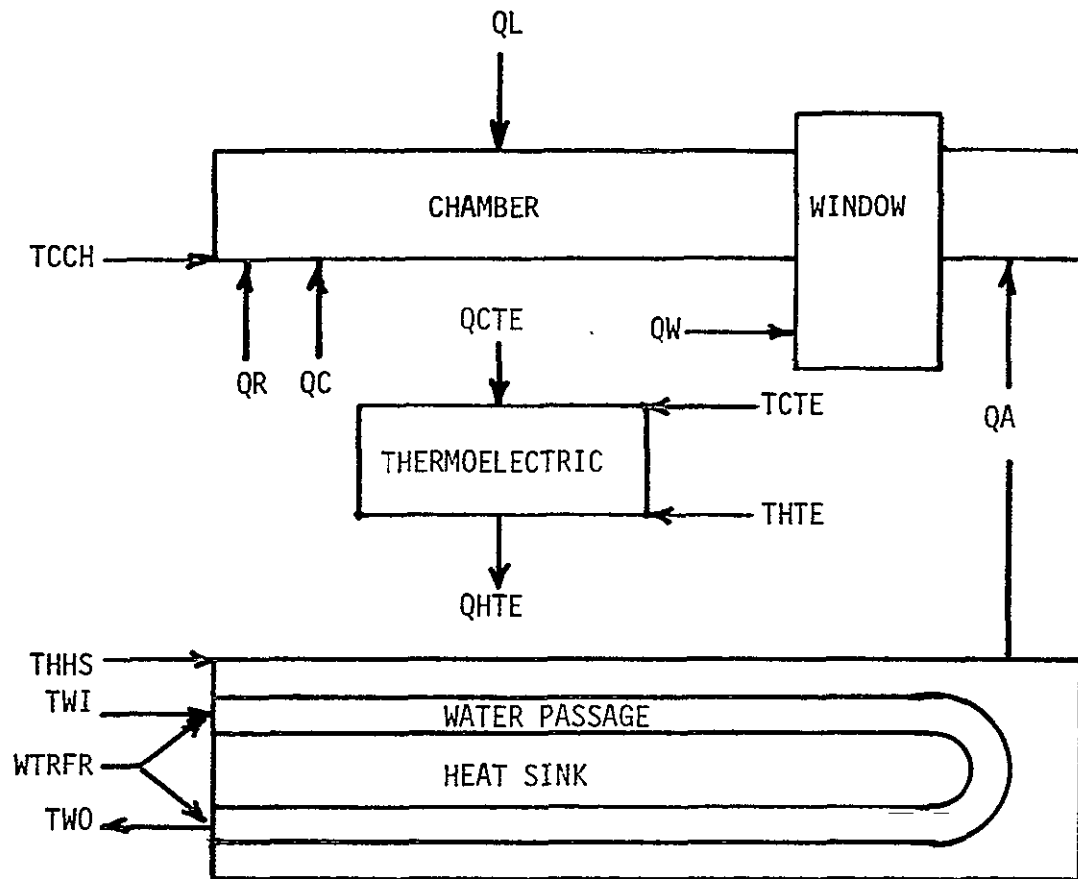 QL
CHAMBER
WINDOW
TCCH
QCTE
QW
QR
QC
TCTE
QA
THERMOELECTRIC
THTE
QHTE
THHS
TWI
WATER PASSAGE
WTRFR
HEAT SINK
TWO